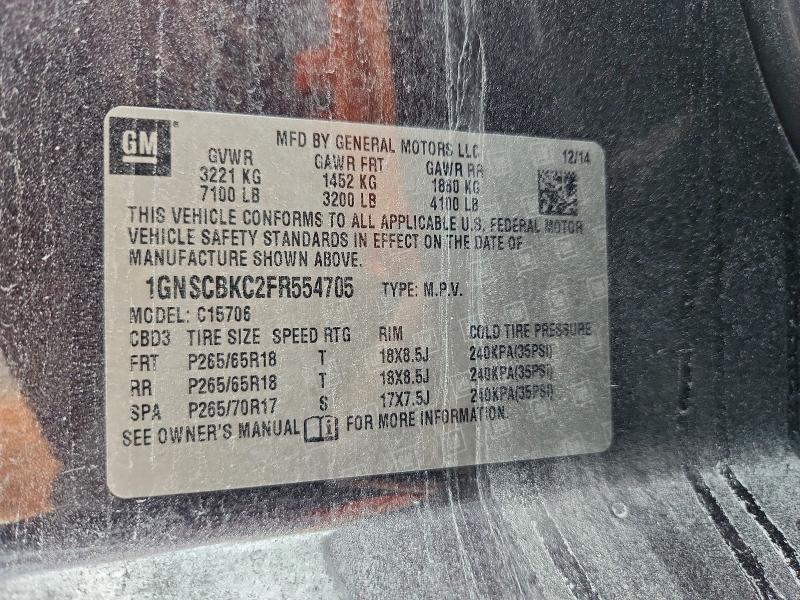 GM
MFD BY GENERAL MOTORS LLC
12/14
GVWR GAWR FRT GAWR RR
3221 KG 1452 KG 1860 KG
7100 LB 3200 LB 4100 LB
THIS VEHICLE CONFORMS TO ALL APPLICABLE U.S. FEDERAL MOTOR
VEHICLE SAFETY STANDARDS IN EFFECT ON THE DATE OF
MANUFACTURE SHOWN ABOVE.
1GNSCBKC2FR554705 TYPE: M.P.V.
MODEL: C15706
CBD3 TIRE SIZE SPEED RTG RIM COLD TIRE PRESSURE
FRT P265/65R18 T 18X8.5J 240KPA(35PSI)
RR P265/65R18 T 18X8.5J 240KPA(35PSI)
SPA P265/70R17 S 17X7.5J 240KPA(35PSI)
SEE OWNER'S MANUAL FOR MORE INFORMATION.